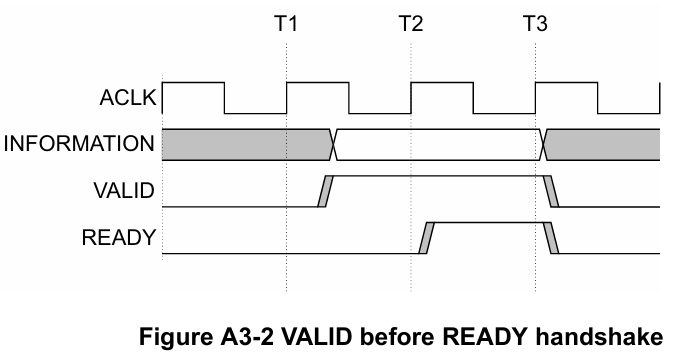 T1 T2 T3
ACLK
INFORMATION
VALID
READY
Figure A3-2 VALID before READY handshake